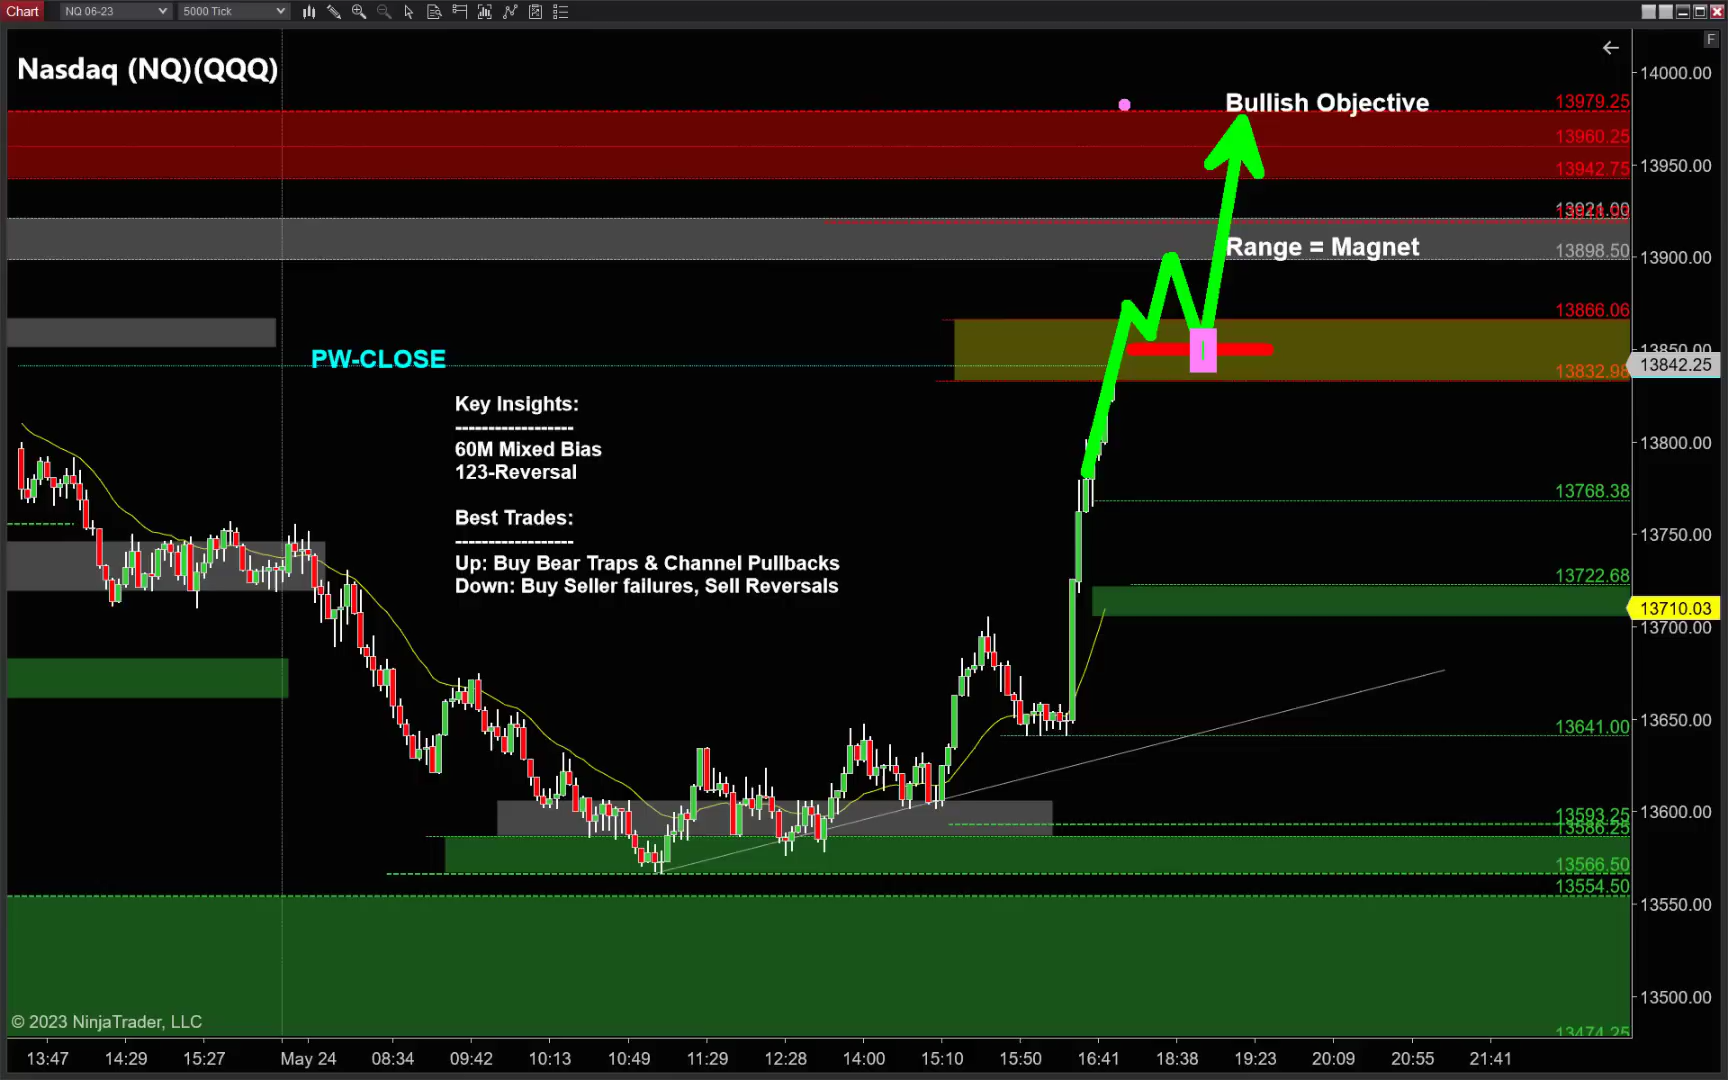 Chart NQ 06-23 5000 Tick
F
Nasdaq (NQ)(QQQ)
14000.00
Bullish Objective
13979.25
13960.25
13950.00
13942.75
13921.00
Range = Magnet
13898.50
13900.00
13866.06
13850.00
PW-CLOSE
13842.25
13832.98
Key Insights:
------------------
60M Mixed Bias
123-Reversal
13800.00
13768.38
Best Trades:
------------------
13750.00
Up: Buy Bear Traps & Channel Pullbacks
Down: Buy Seller failures, Sell Reversals
13722.68
13710.03
13700.00
13650.00
13641.00
13593.25
13600.00
13586.25
13566.50
13554.50
13550.00
13500.00
© 2023 NinjaTrader, LLC
13474.25
13:47 14:29 15:27 May 24 08:34 09:42 10:13 10:49 11:29 12:28 14:00 15:10 15:50 16:41 18:38 19:23 20:09 20:55 21:41